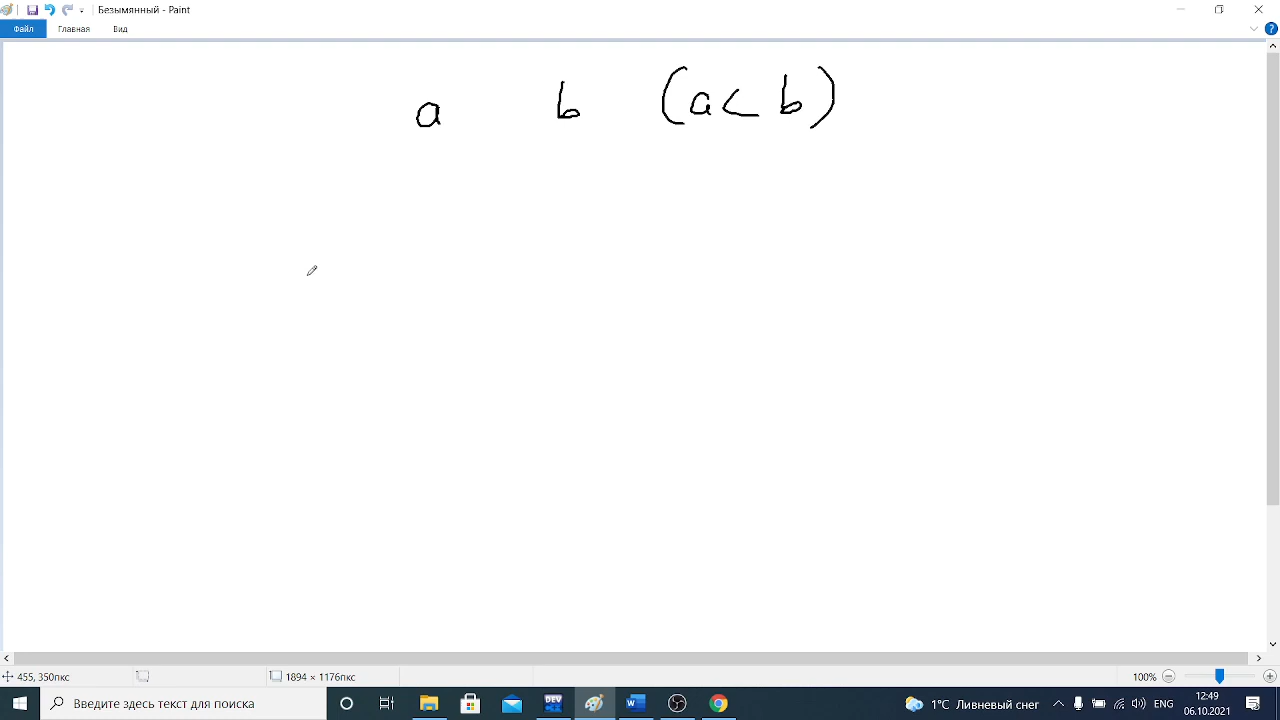 Безымянный - Paint
Файл Главная Вид
a b (a < b)
455, 350пкс 1894 × 1176пкс 100%
Введите здесь текст для поиска DEV 1°C Ливневый снег ENG 12:49
06.10.2021